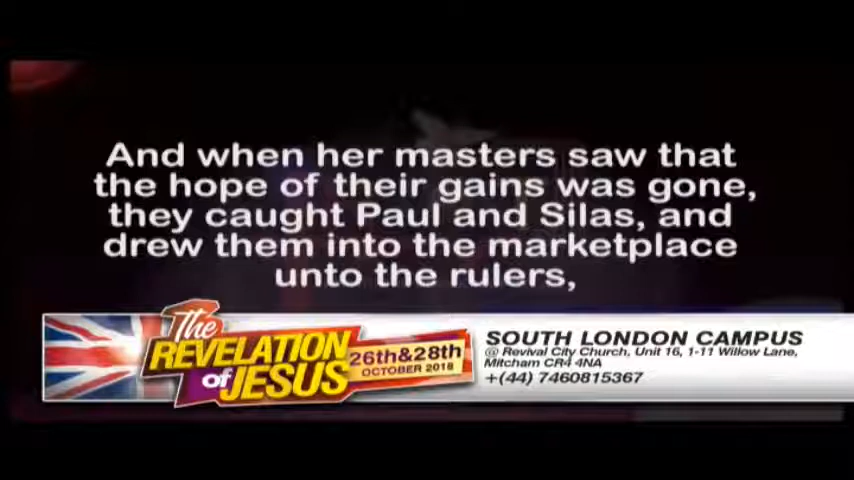 And when her masters saw that
the hope of their gains was gone,
they caught Paul and Silas, and
drew them into the marketplace
unto the rulers,
The
REVELATION
of JESUS
26th&28th
OCTOBER 2018
SOUTH LONDON CAMPUS
@ Revival City Church, Unit 16, 1-11 Willow Lane,
Mitcham CR4 4NA
+(44) 7460815367